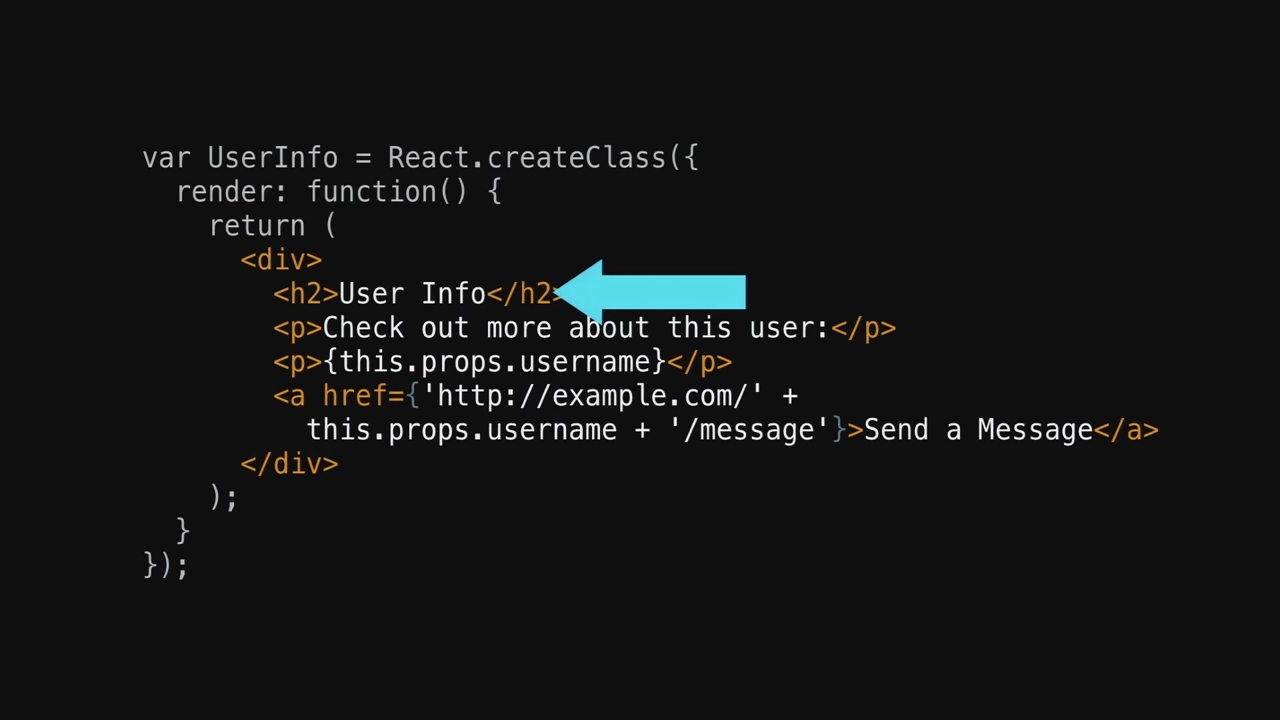 var UserInfo = React.createClass({
  render: function() {
    return (
      <div>
        <h2>User Info</h2>
        <p>Check out more about this user:</p>
        <p>{this.props.username}</p>
        <a href={'http://example.com/' +
          this.props.username + '/message'}>Send a Message</a>
      </div>
    );
  }
});